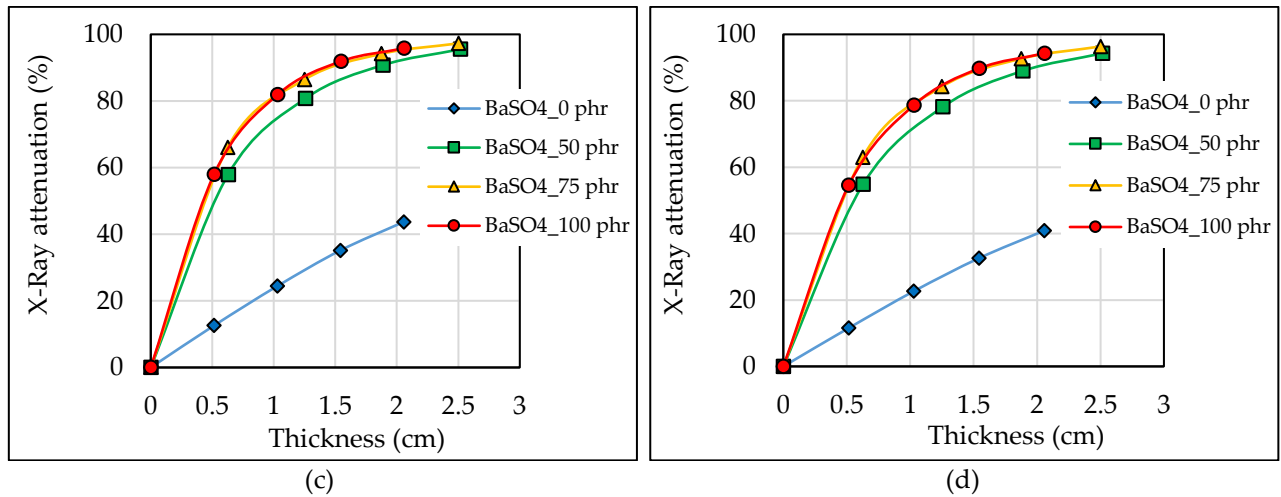 100
80
60
40
20
0
X-Ray attenuation (%)
BaSO4_0 phr
BaSO4_50 phr
BaSO4_75 phr
BaSO4_100 phr
0 0.5 1 1.5 2 2.5 3
Thickness (cm)
(c)
100
80
60
40
20
0
X-Ray attenuation (%)
BaSO4_0 phr
BaSO4_50 phr
BaSO4_75 phr
BaSO4_100 phr
0 0.5 1 1.5 2 2.5 3
Thickness (cm)
(d)